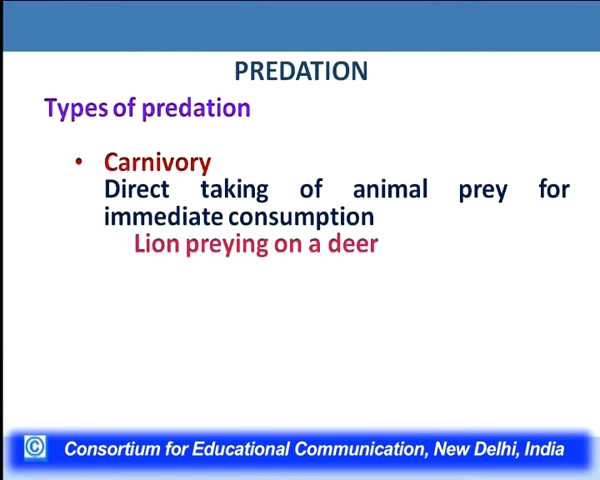 PREDATION
Types of predation
• Carnivory
Direct taking of animal prey for
immediate consumption
Lion preying on a deer
© Consortium for Educational Communication, New Delhi, India